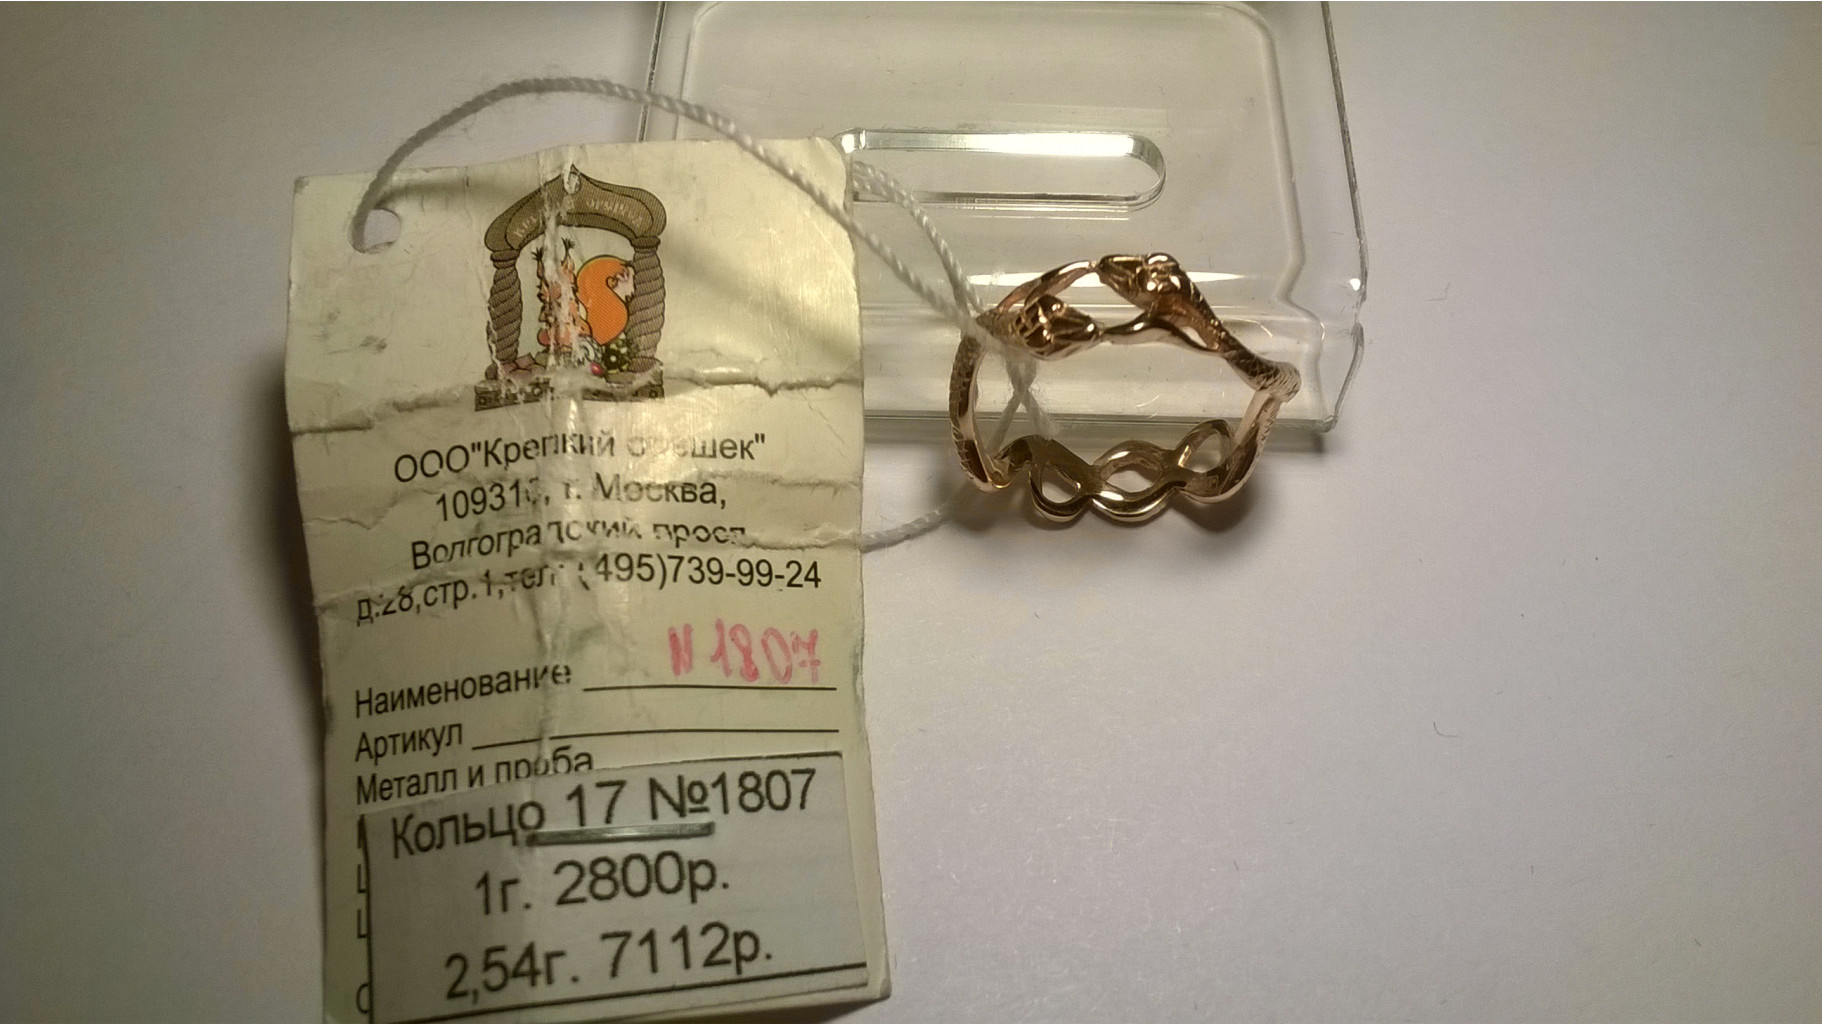 ООО"Крепкий орешек"
г. Москва,
Волгоградский просп.
д.28,стр.1,тел. (495)739-99-24
N 1807
Наименование
Артикул
Металл и проба
Кольцо 17 №1807
1г. 2800р.
2,54г. 7112р.